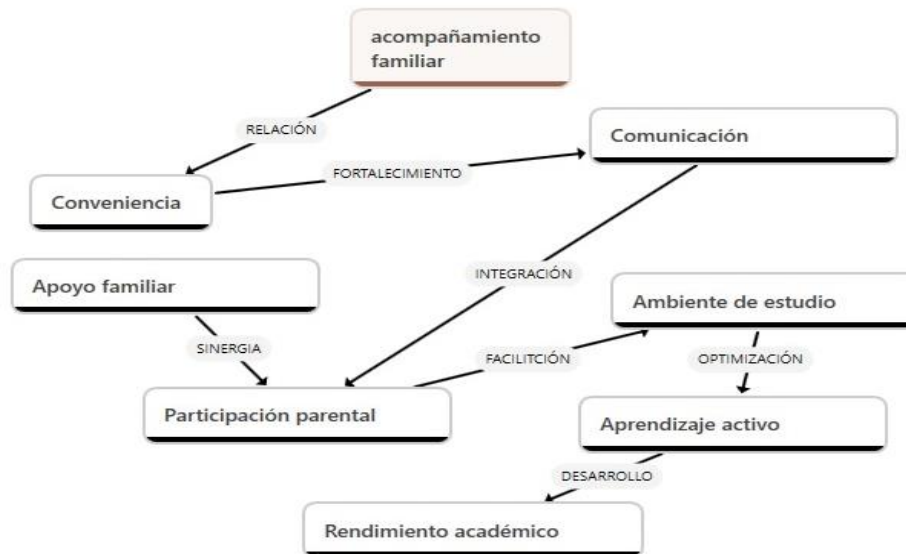 acompañamiento
familiar
RELACIÓN
Comunicación
FORTALECIMIENTO
Conveniencia
INTEGRACIÓN
Apoyo familiar
Ambiente de estudio
SINERGIA
FACILITCIÓN
OPTIMIZACIÓN
Participación parental
Aprendizaje activo
DESARROLLO
Rendimiento académico